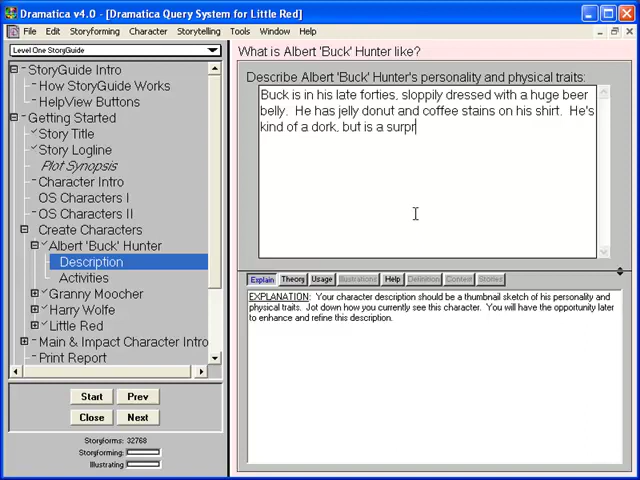 Dramatica v4.0 - [Dramatica Query System for Little Red]
File Edit Storyforming Character Storytelling Tools Window Help
Level One StoryGuide
StoryGuide Intro
How StoryGuide Works
HelpView Buttons
Getting Started
Story Title
Story Logline
Plot Synopsis
Character Intro
OS Characters I
OS Characters II
Create Characters
Albert 'Buck' Hunter
Description
Activities
Granny Moocher
Harry Wolfe
Little Red
Main & Impact Character Intro
Print Report
Start Prev
Close Next
Storyforms: 32768
Storyforming:
Illustrating:
What is Albert 'Buck' Hunter like?
Describe Albert 'Buck' Hunter's personality and physical traits:
Buck is in his late forties, sloppily dressed with a huge beer
belly. He has jelly donut and coffee stains on his shirt. He's
kind of a dork, but is a surpr
Explain Theory Usage Illustrations Help Definition Context Stories
EXPLANATION: Your character description should be a thumbnail sketch of his personality and
physical traits. Jot down how you currently see this character. You will have the opportunity later
to enhance and refine this description.